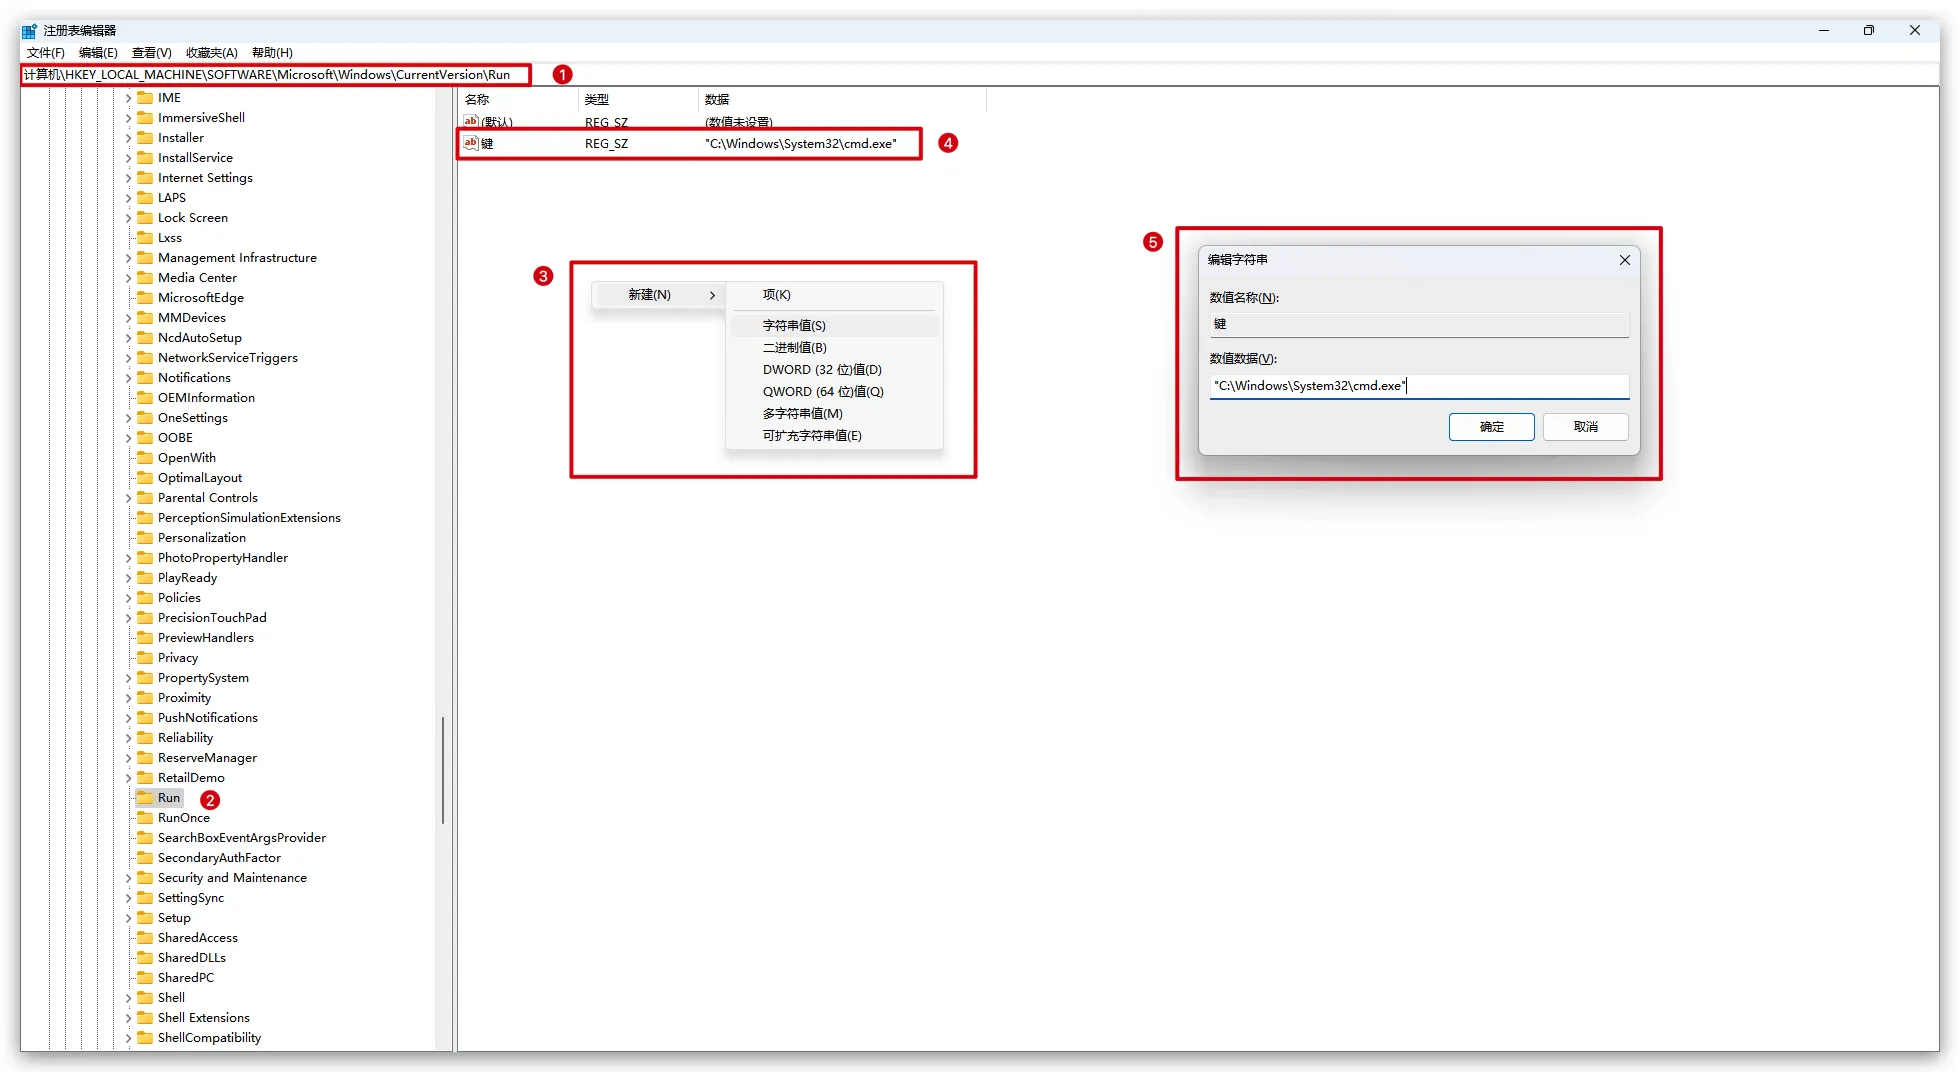 注册表编辑器
文件(F) 编辑(E) 查看(V) 收藏夹(A) 帮助(H)
计算机\HKEY_LOCAL_MACHINE\SOFTWARE\Microsoft\Windows\CurrentVersion\Run
1
IME
ImmersiveShell
Installer
InstallService
Internet Settings
LAPS
Lock Screen
Lxss
Management Infrastructure
Media Center
MicrosoftEdge
MMDevices
NcdAutoSetup
NetworkServiceTriggers
Notifications
OEMInformation
OneSettings
OOBE
OpenWith
OptimalLayout
Parental Controls
PerceptionSimulationExtensions
Personalization
PhotoPropertyHandler
PlayReady
Policies
PrecisionTouchPad
PreviewHandlers
Privacy
PropertySystem
Proximity
PushNotifications
Reliability
ReserveManager
RetailDemo
Run
2
RunOnce
SearchBoxEventArgsProvider
SecondaryAuthFactor
Security and Maintenance
SettingSync
Setup
SharedAccess
SharedDLLs
SharedPC
Shell
Shell Extensions
ShellCompatibility
名称 类型 数据
ab (默认) REG_SZ (数值未设置)
ab 键 REG_SZ "C:\Windows\System32\cmd.exe"
4
3
新建(N)
项(K)
字符串值(S)
二进制值(B)
DWORD (32 位)值(D)
QWORD (64 位)值(Q)
多字符串值(M)
可扩充字符串值(E)
5
编辑字符串
数值名称(N):
键
数值数据(V):
"C:\Windows\System32\cmd.exe"
确定 取消